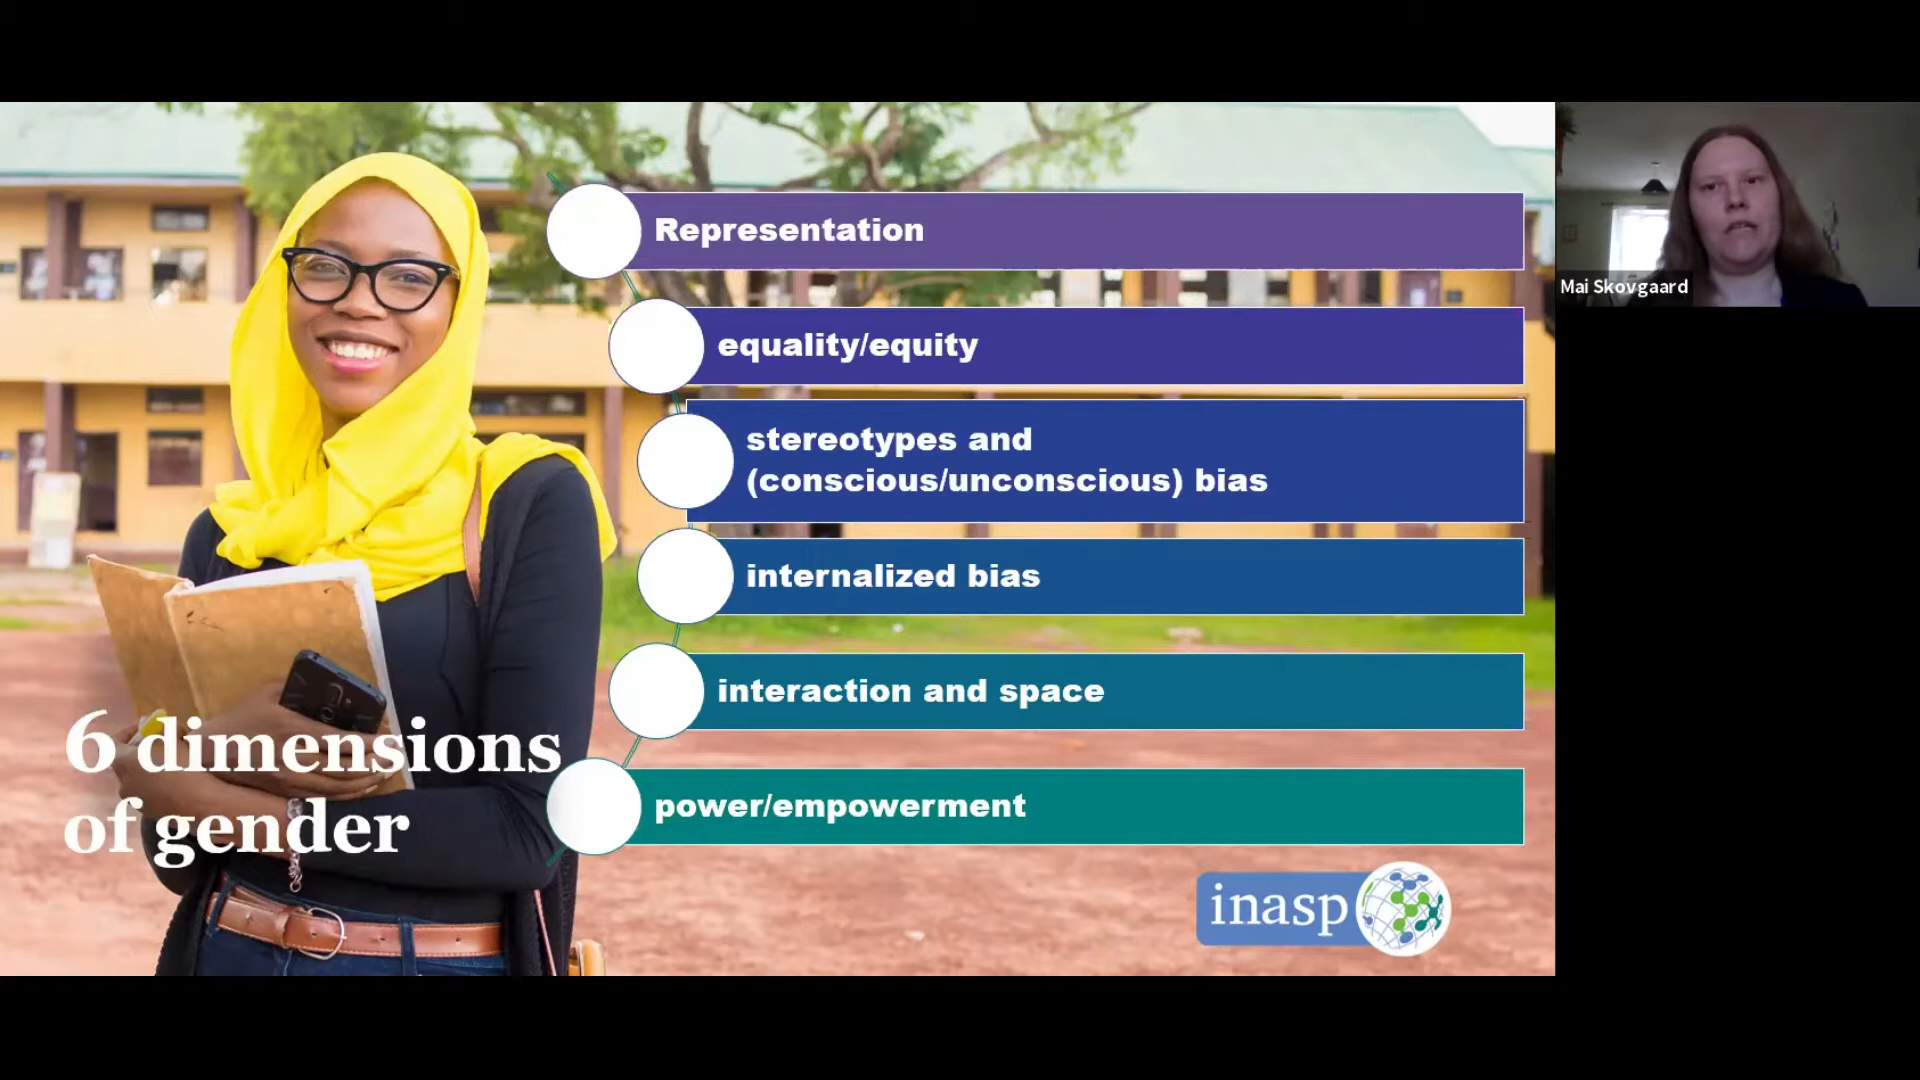 Representation
equality/equity
stereotypes and
(conscious/unconscious) bias
internalized bias
interaction and space
power/empowerment
6 dimensions
of gender
inasp
Mai Skovgaard